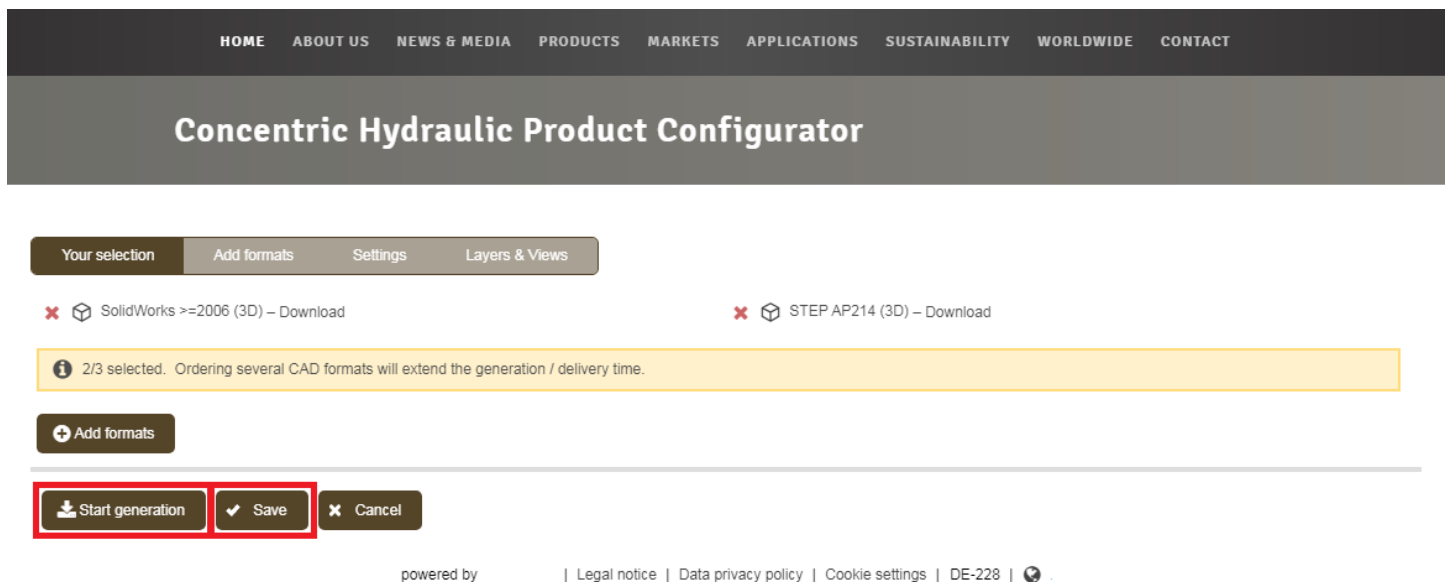 HOME ABOUT US NEWS & MEDIA PRODUCTS MARKETS APPLICATIONS SUSTAINABILITY WORLDWIDE CONTACT
Concentric Hydraulic Product Configurator
Your selection Add formats Settings Layers & Views
SolidWorks >=2006 (3D) – Download STEP AP214 (3D) – Download
2/3 selected. Ordering several CAD formats will extend the generation / delivery time.
Add formats
Start generation Save Cancel
powered by | Legal notice | Data privacy policy | Cookie settings | DE-228 |